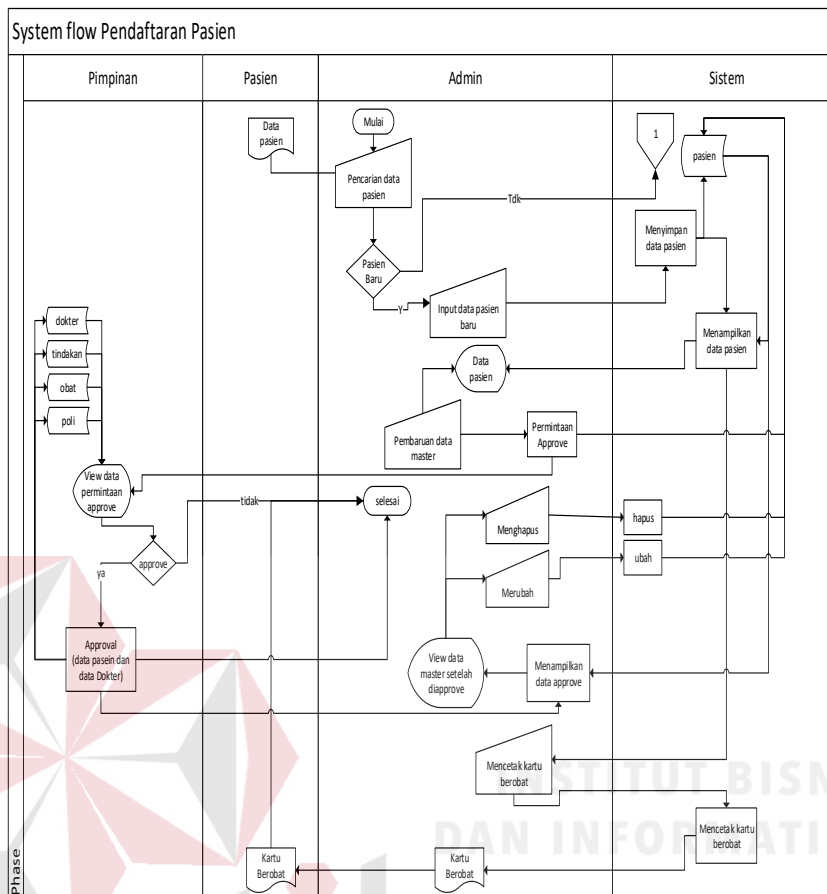 System flow Pendaftaran Pasien
Pimpinan
Pasien
Admin
Sistem
Data
pasien
Mulai
1
pasien
Pencarian data
pasien
Tdk
Menyimpan
data pasien
Pasien
Baru
Y
Input data pasien
baru
dokter
tindakan
obat
poli
Menampilkan
data pasien
Data
pasien
Pembaruan data
master
Permintaan
Approve
View data
permintaan
approve
tidak
selesai
Menghapus
hapus
approve
ya
Merubah
ubah
Approval
(data pasein dan
data Dokter)
View data
master setelah
diapprove
Menampilkan
data approve
Mencetak kartu
berobat
INSTITUT BISN
DAN INFORMATI
Mencetak kartu
berobat
Kartu
Berobat
Kartu
Berobat
Phase